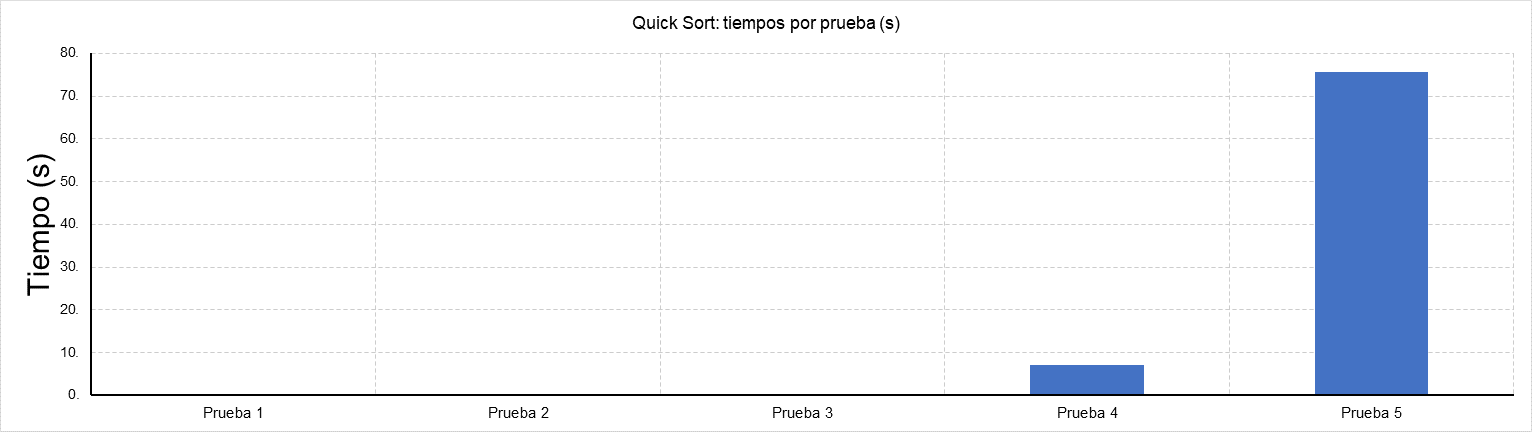 Quick Sort: tiempos por prueba (s)
80.
70.
60.
50.
40.
30.
20.
10.
0.
Tiempo (s)
Prueba 1
Prueba 2
Prueba 3
Prueba 4
Prueba 5